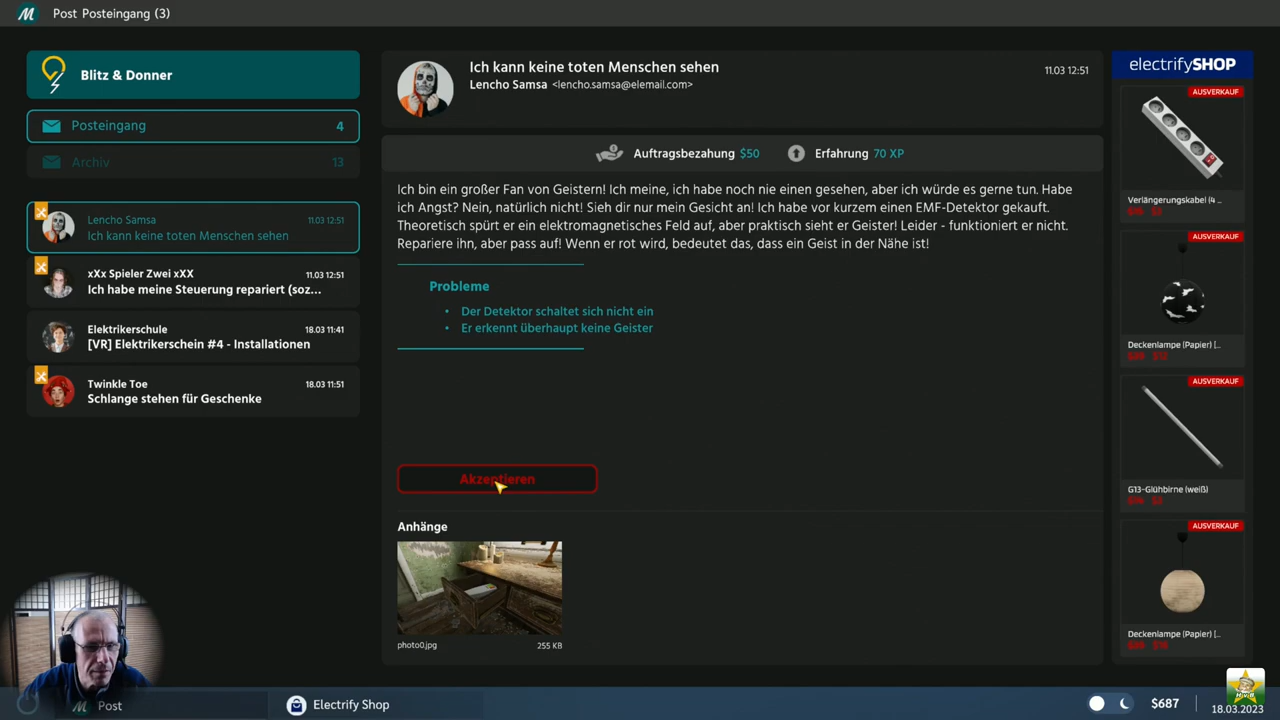 Post Posteingang (3)
Blitz & Donner
Posteingang 4
Archiv 13
Lencho Samsa 11.03 12:51
Ich kann keine toten Menschen sehen
xXx Spieler Zwei xXX 11.03 12:51
Ich habe meine Steuerung repariert (soz...
Elektrikerschule 18.03 11:41
[VR] Elektrikerschein #4 - Installationen
Twinkle Toe 18.03 11:51
Schlange stehen für Geschenke
Ich kann keine toten Menschen sehen
Lencho Samsa <lencho.samsa@elemail.com>
11.03 12:51
Auftragsbezahlung $50 Erfahrung 70 XP
Ich bin ein großer Fan von Geistern! Ich meine, ich habe noch nie einen gesehen, aber ich würde es gerne tun. Habe
ich Angst? Nein, natürlich nicht! Sieh dir nur mein Gesicht an! Ich habe vor kurzem einen EMF-Detektor gekauft.
Theoretisch spürt er ein elektromagnetisches Feld auf, aber praktisch sieht er Geister! Leider - funktioniert er nicht.
Repariere ihn, aber pass auf! Wenn er rot wird, bedeutet das, dass ein Geist in der Nähe ist!
Probleme
• Der Detektor schaltet sich nicht ein
• Er erkennt überhaupt keine Geister
Akzeptieren
Anhänge
photo0.jpg 255 KB
electrifySHOP
AUSVERKAUF
Verlängerungskabel (4 ...
AUSVERKAUF
Deckenlampe (Papier) [...
AUSVERKAUF
G13-Glühbirne (weiß)
AUSVERKAUF
Deckenlampe (Papier) [...
Post
Electrify Shop
$687
18.03.2023